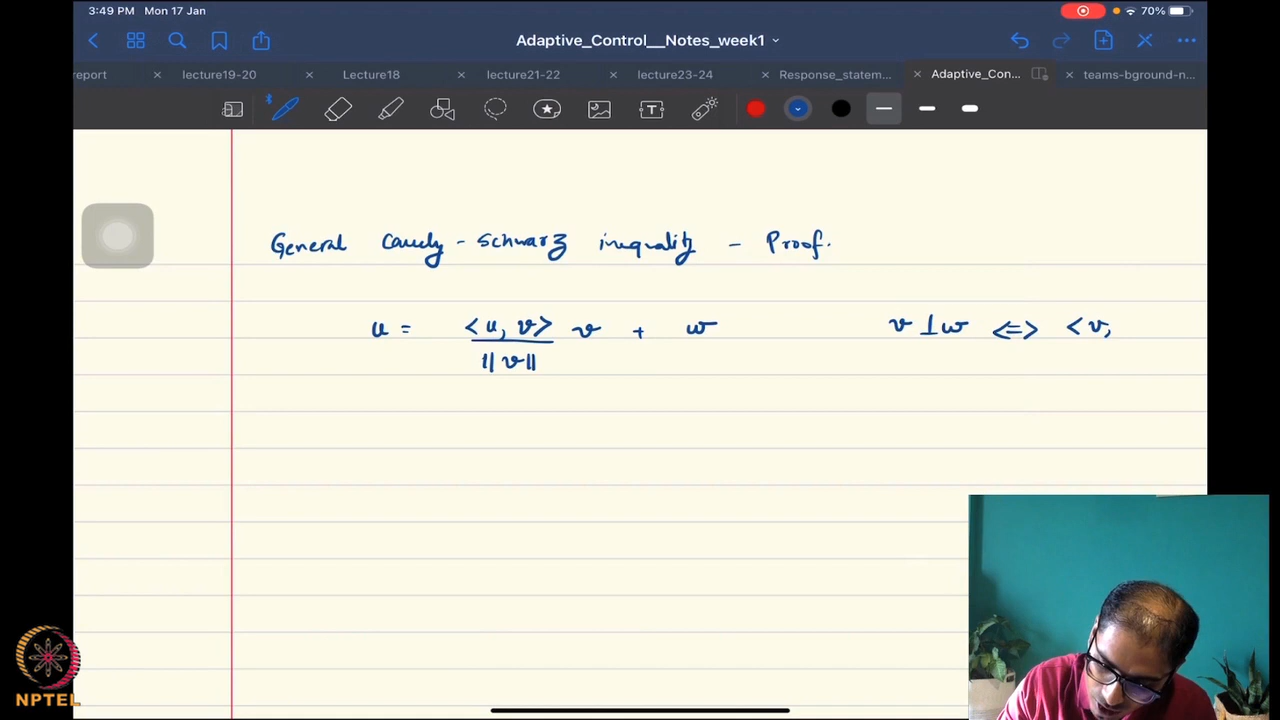 3:49 PM Mon 17 Jan
70%
Adaptive_Control__Notes_week1
report
lecture19-20
Lecture18
lecture21-22
lecture23-24
Response_statem...
Adaptive_Con...
teams-bground-n...
General Cauchy-Schwarz inequality - Proof.
u = <u, v> v + w v ⊥ w <=> <v,
||v||
NPTEL